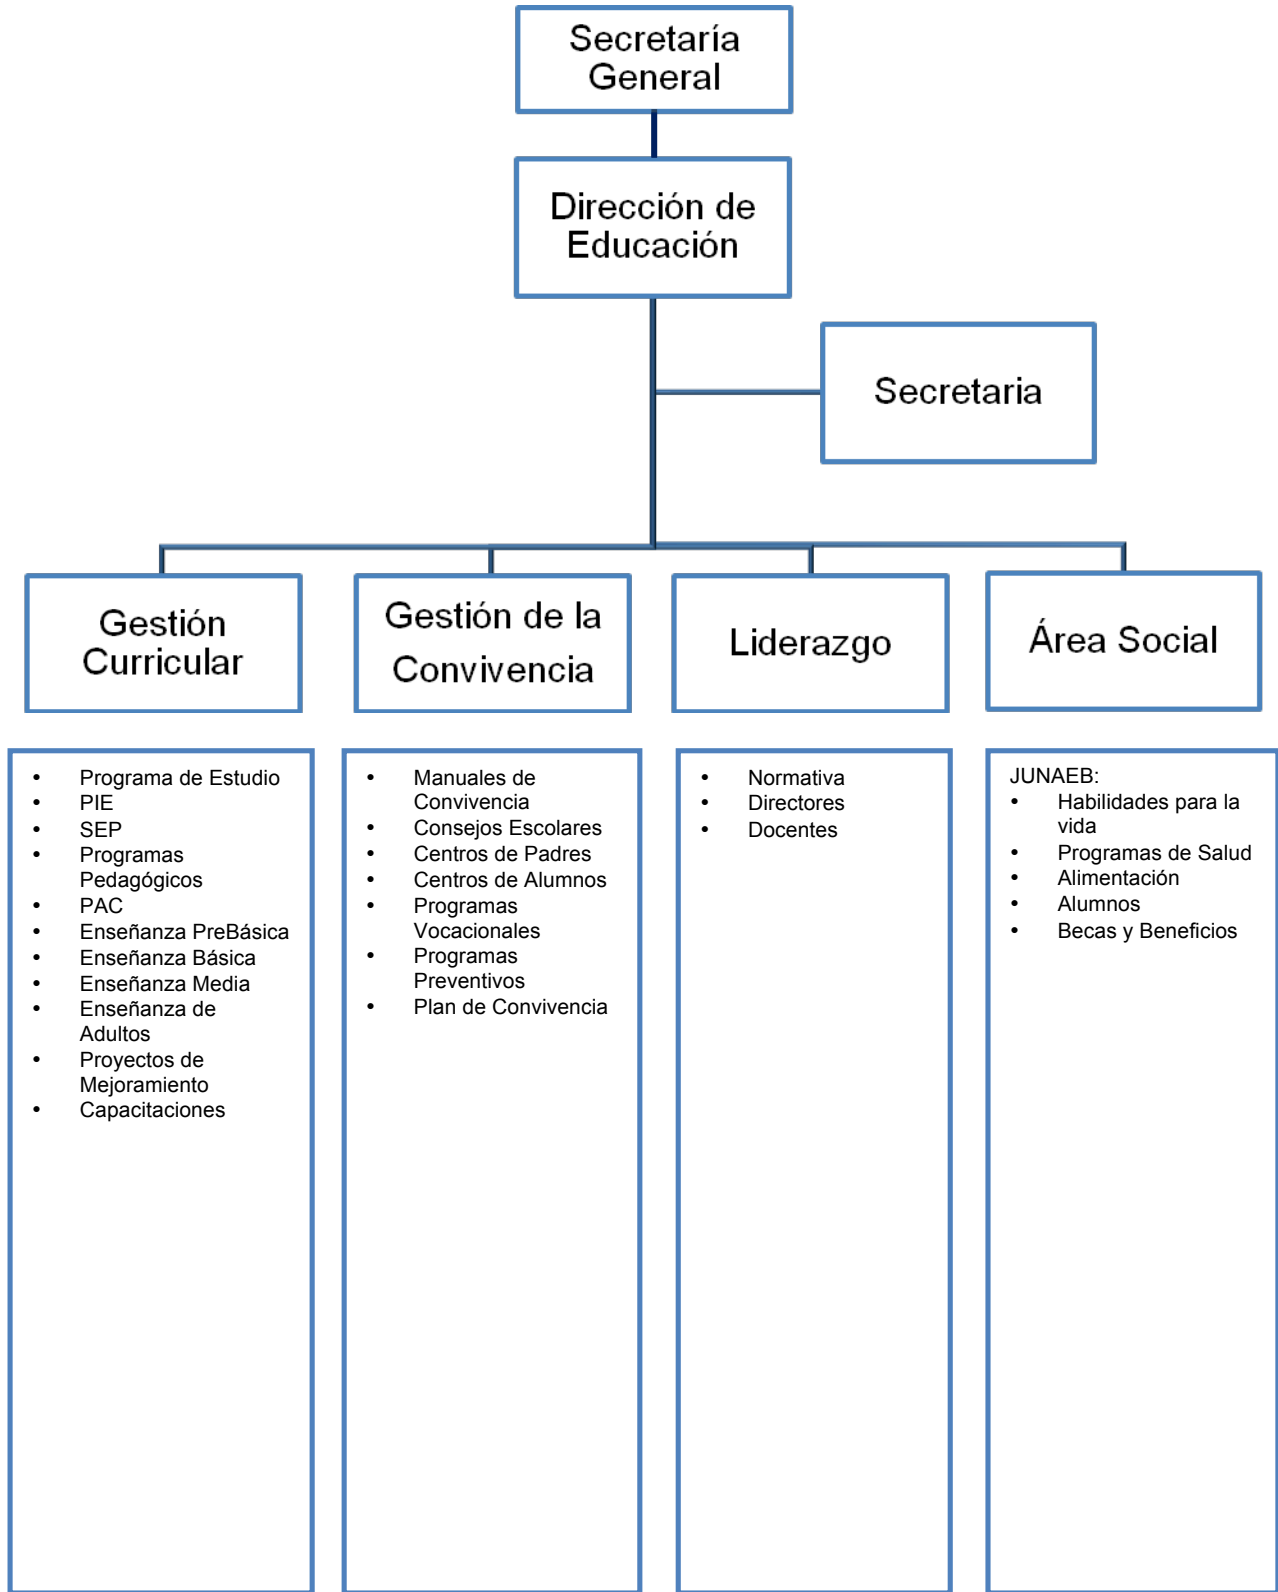 Secretaría
General
Dirección de
Educación
Secretaria
Gestión
Curricular
Gestión de la
Convivencia
Liderazgo
Área Social
• Programa de Estudio
• PIE
• SEP
• Programas
Pedagógicos
• PAC
• Enseñanza PreBásica
• Enseñanza Básica
• Enseñanza Media
• Enseñanza de
Adultos
• Proyectos de
Mejoramiento
• Capacitaciones
• Manuales de
Convivencia
• Consejos Escolares
• Centros de Padres
• Centros de Alumnos
• Programas
Vocacionales
• Programas
Preventivos
• Plan de Convivencia
• Normativa
• Directores
• Docentes
JUNAEB:
• Habilidades para la
vida
• Programas de Salud
• Alimentación
• Alumnos
• Becas y Beneficios